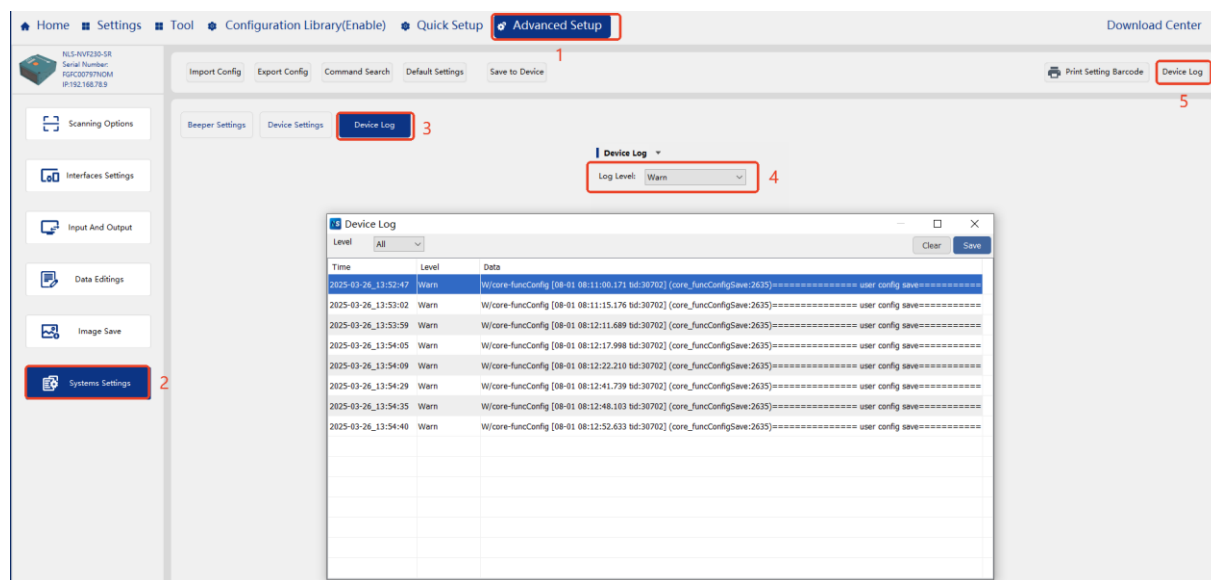 Home Settings Tool Configuration Library(Enable) Quick Setup Advanced Setup Download Center
1
NLS-NVF230-SR
Serial Number:
FGFC00797NOM
IP:192.168.78.9
Import Config Export Config Command Search Default Settings Save to Device Print Setting Barcode Device Log
5
Scanning Options
Interfaces Settings
Input And Output
Data Editings
Image Save
Systems Settings
2
Beeper Settings Device Settings Device Log
3
Device Log
Log Level: Warn
4
NS Device Log
Level All Clear Save
Time Level Data
2025-03-26_13:52:47 Warn W/core-funcConfig [08-01 08:11:00.171 tid:30702] (core_funcConfigSave:2635)=============== user config save===========
2025-03-26_13:53:02 Warn W/core-funcConfig [08-01 08:11:15.176 tid:30702] (core_funcConfigSave:2635)=============== user config save===========
2025-03-26_13:53:59 Warn W/core-funcConfig [08-01 08:12:11.689 tid:30702] (core_funcConfigSave:2635)=============== user config save===========
2025-03-26_13:54:05 Warn W/core-funcConfig [08-01 08:12:17.998 tid:30702] (core_funcConfigSave:2635)=============== user config save===========
2025-03-26_13:54:09 Warn W/core-funcConfig [08-01 08:12:22.210 tid:30702] (core_funcConfigSave:2635)=============== user config save===========
2025-03-26_13:54:29 Warn W/core-funcConfig [08-01 08:12:41.739 tid:30702] (core_funcConfigSave:2635)=============== user config save===========
2025-03-26_13:54:35 Warn W/core-funcConfig [08-01 08:12:48.103 tid:30702] (core_funcConfigSave:2635)=============== user config save===========
2025-03-26_13:54:40 Warn W/core-funcConfig [08-01 08:12:52.633 tid:30702] (core_funcConfigSave:2635)=============== user config save===========